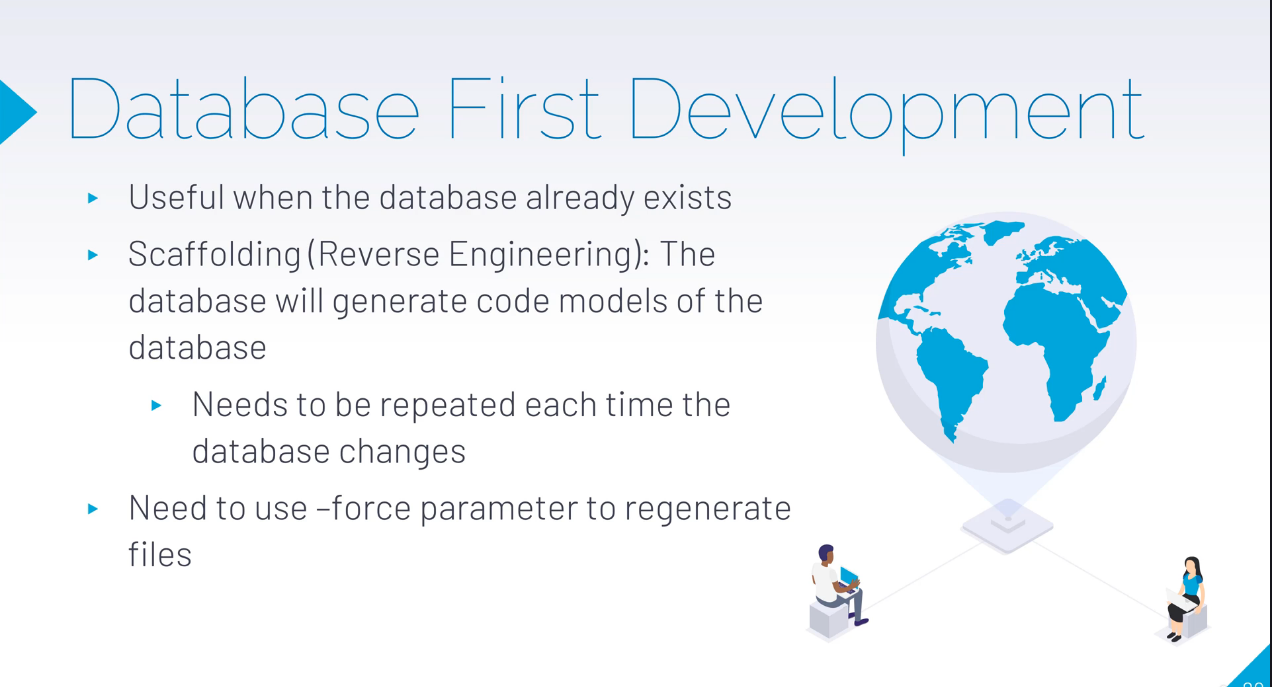 Database First Development
Useful when the database already exists
Scaffolding (Reverse Engineering): The
database will generate code models of the
database
Needs to be repeated each time the
database changes
Need to use –force parameter to regenerate
files